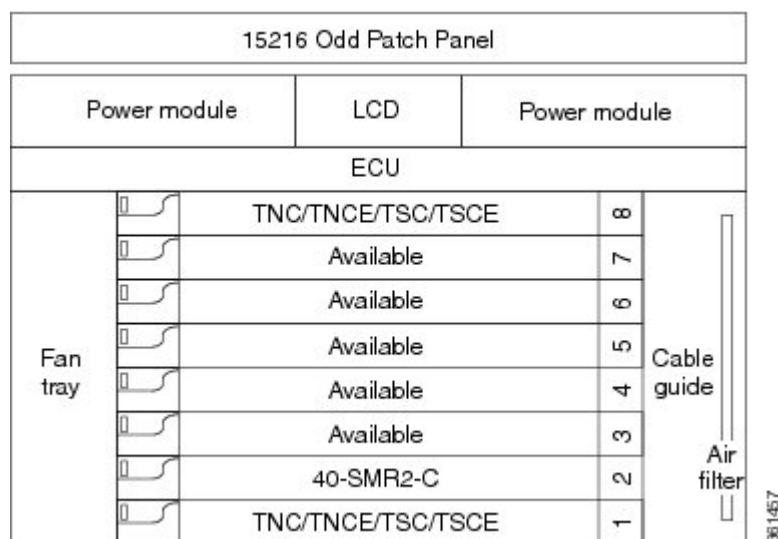 15216 Odd Patch Panel
Power module
LCD
Power module
ECU
TNC/TNCE/TSC/TSCE 8
Available 7
Available 6
Available 5
Available 4
Available 3
40-SMR2-C 2
TNC/TNCE/TSC/TSCE 1
Fan
tray
Cable
guide
Air
filter
361457